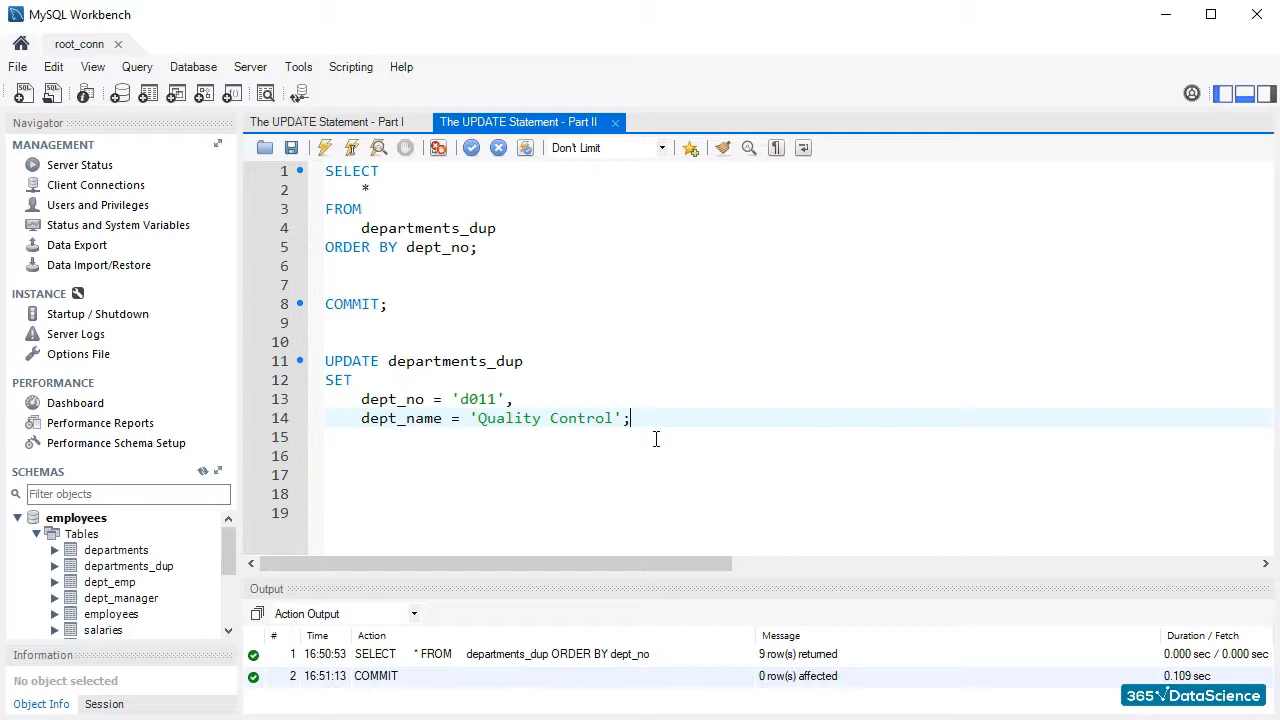 MySQL Workbench
root_conn
File Edit View Query Database Server Tools Scripting Help
Navigator
MANAGEMENT
Server Status
Client Connections
Users and Privileges
Status and System Variables
Data Export
Data Import/Restore
INSTANCE
Startup / Shutdown
Server Logs
Options File
PERFORMANCE
Dashboard
Performance Reports
Performance Schema Setup
SCHEMAS
Filter objects
employees
Tables
departments
departments_dup
dept_emp
dept_manager
employees
salaries
Information
No object selected
Object Info Session
The UPDATE Statement - Part I The UPDATE Statement - Part II
Don't Limit
1 SELECT
2 *
3 FROM
4 departments_dup
5 ORDER BY dept_no;
6
7
8 COMMIT;
9
10
11 UPDATE departments_dup
12 SET
13 dept_no = 'd011',
14 dept_name = 'Quality Control';
15
16
17
18
19
Output
Action Output
# Time Action Message Duration / Fetch
1 16:50:53 SELECT * FROM departments_dup ORDER BY dept_no 9 row(s) returned 0.000 sec / 0.000 sec
2 16:51:13 COMMIT 0 row(s) affected 0.109 sec
365 DataScience